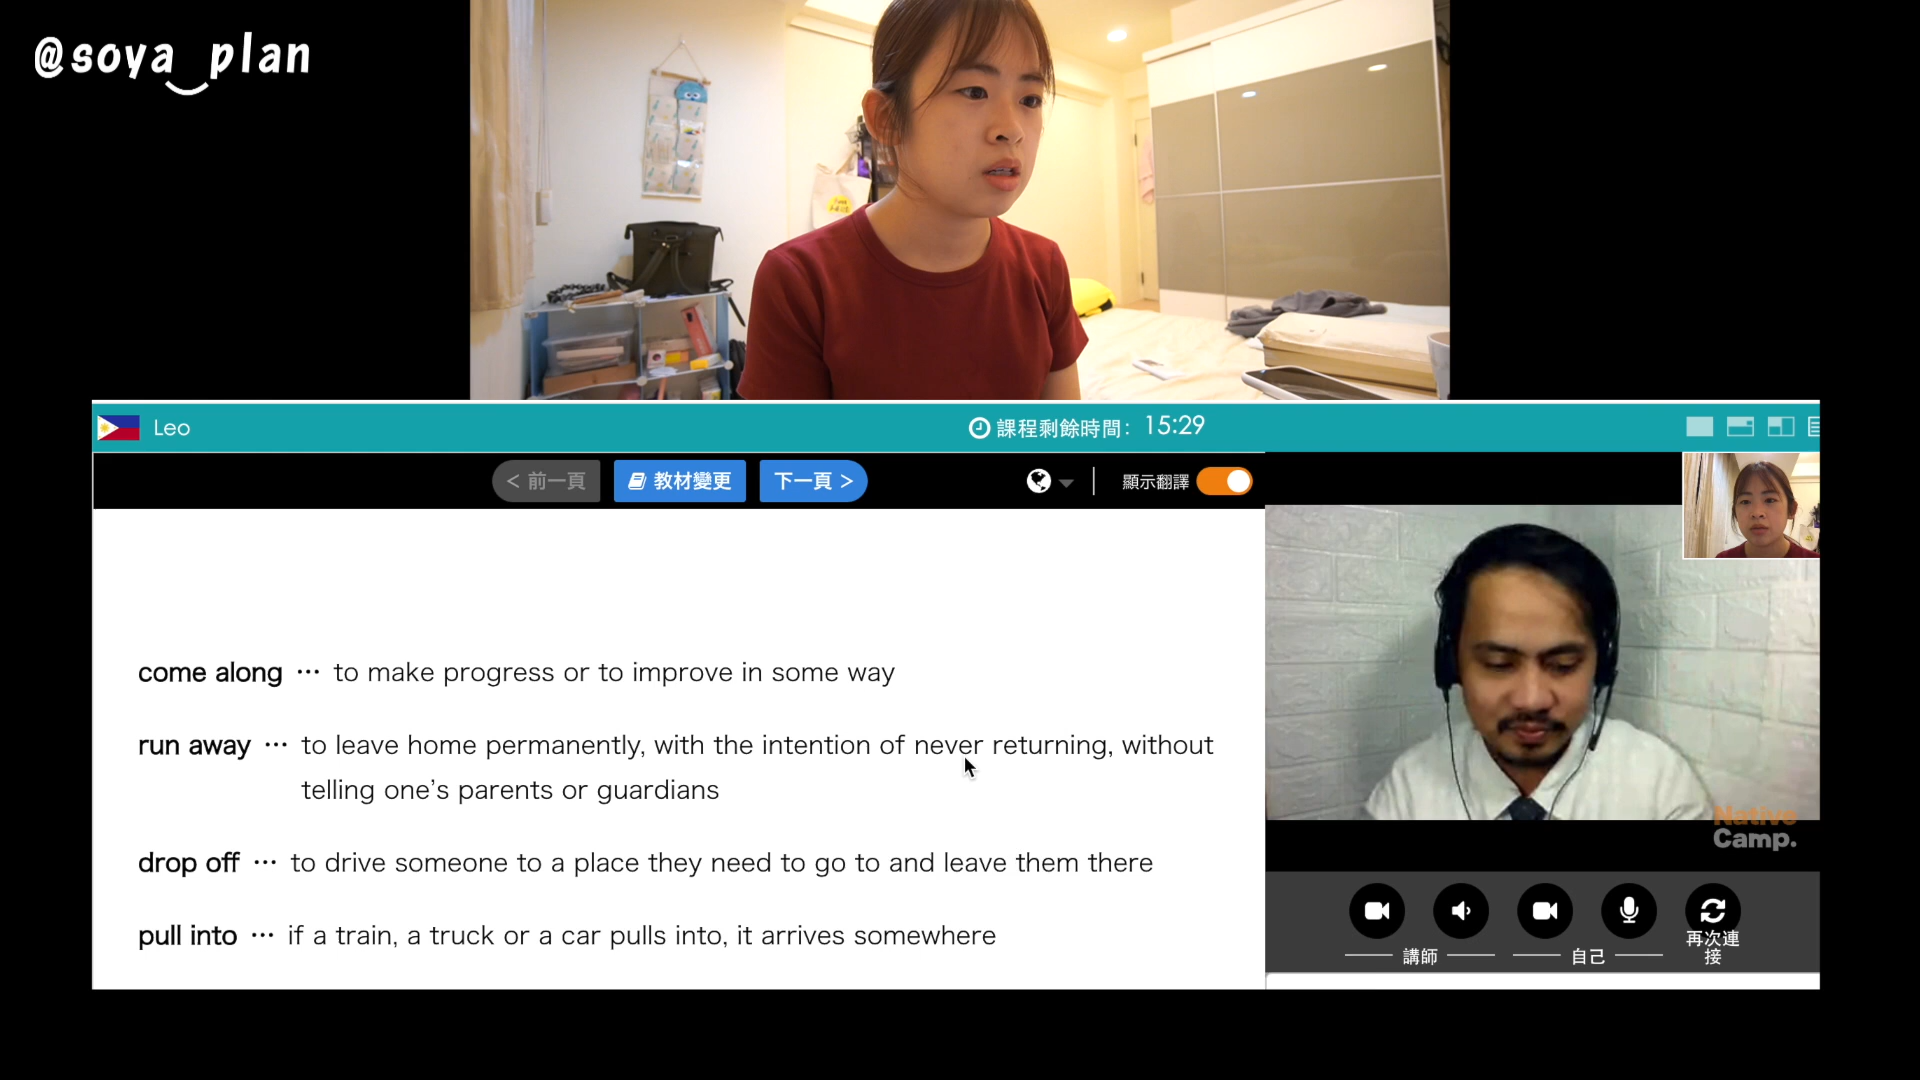 @soya_plan
Leo
課程剩餘時間: 15:29
< 前一頁
教材變更
下一頁 >
顯示翻譯
come along ··· to make progress or to improve in some way
run away ··· to leave home permanently, with the intention of never returning, without
telling one's parents or guardians
drop off ··· to drive someone to a place they need to go to and leave them there
pull into ··· if a train, a truck or a car pulls into, it arrives somewhere
Native
Camp.
講師
自己
再次連
接